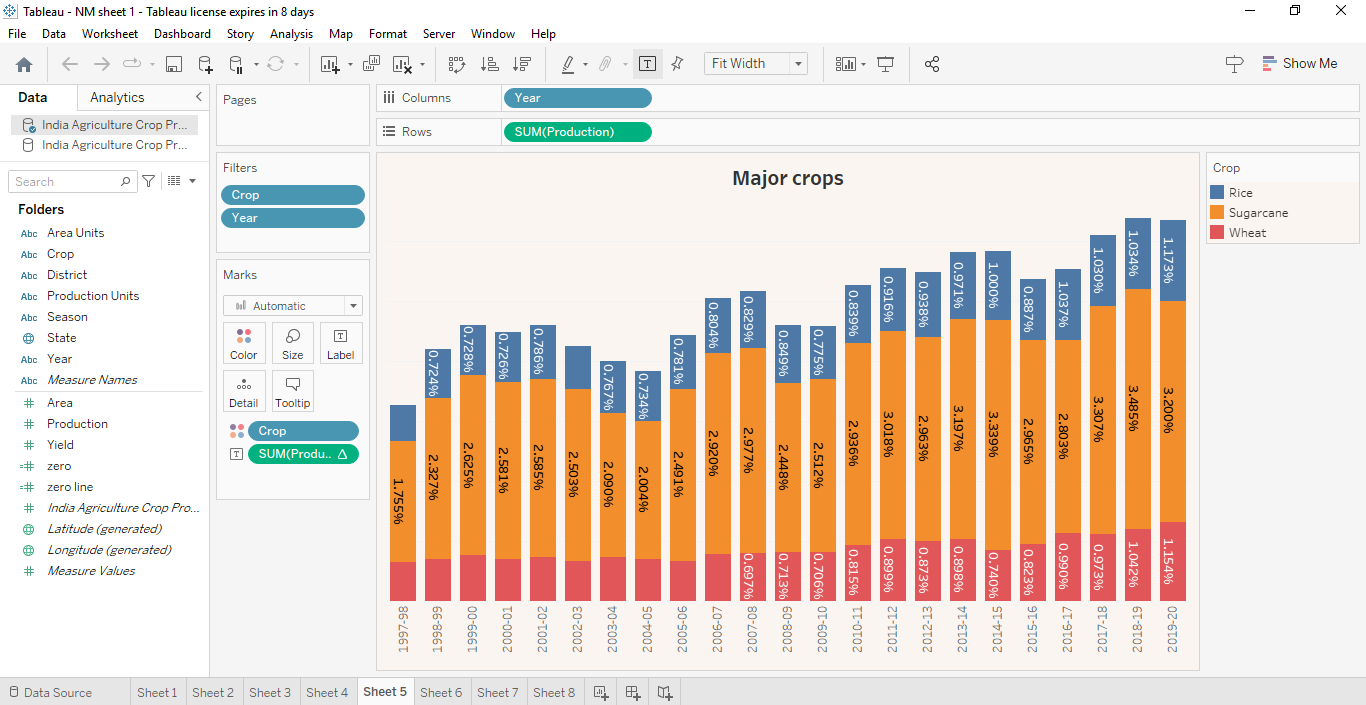 Tableau - NM sheet 1 - Tableau license expires in 8 days
File Data Worksheet Dashboard Story Analysis Map Format Server Window Help
Fit Width
Show Me
Data Analytics
India Agriculture Crop Pr...
India Agriculture Crop Pr...
Search
Folders
Abc Area Units
Abc Crop
Abc District
Abc Production Units
Abc Season
State
Abc Year
Abc Measure Names
# Area
# Production
# Yield
=# zero
=# zero line
# India Agriculture Crop Pro...
Latitude (generated)
Longitude (generated)
# Measure Values
Pages
Filters
Crop
Year
Marks
Automatic
Color Size Label
Detail Tooltip
Crop
SUM(Produ.. Δ
Columns Year
Rows SUM(Production)
Major crops
0.724% 0.728% 0.726% 0.786% 0.767% 0.734% 0.781% 0.804% 0.829% 0.849% 0.775% 0.839% 0.916% 0.938% 0.971% 1.000% 0.887% 1.037% 1.030% 1.034% 1.173%
1.755% 2.327% 2.625% 2.581% 2.585% 2.503% 2.090% 2.004% 2.491% 2.920% 2.977% 2.448% 2.512% 2.936% 3.018% 2.963% 3.197% 3.339% 2.965% 2.803% 3.307% 3.485% 3.200%
0.697% 0.713% 0.706% 0.815% 0.899% 0.873% 0.898% 0.740% 0.823% 0.990% 0.973% 1.042% 1.154%
1997-98 1998-99 1999-00 2000-01 2001-02 2002-03 2003-04 2004-05 2005-06 2006-07 2007-08 2008-09 2009-10 2010-11 2011-12 2012-13 2013-14 2014-15 2015-16 2016-17 2017-18 2018-19 2019-20
Crop
Rice
Sugarcane
Wheat
Data Source Sheet 1 Sheet 2 Sheet 3 Sheet 4 Sheet 5 Sheet 6 Sheet 7 Sheet 8